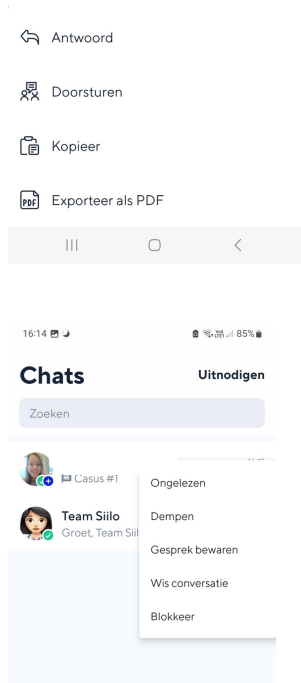 Antwoord
Doorsturen
Kopieer
PDF Exporteer als PDF
16:14 85%
Chats Uitnodigen
Zoeken
Casus #1
Ongelezen
Team Siilo
Dempen
Groet, Team Siil
Gesprek bewaren
Wis conversatie
Blokkeer